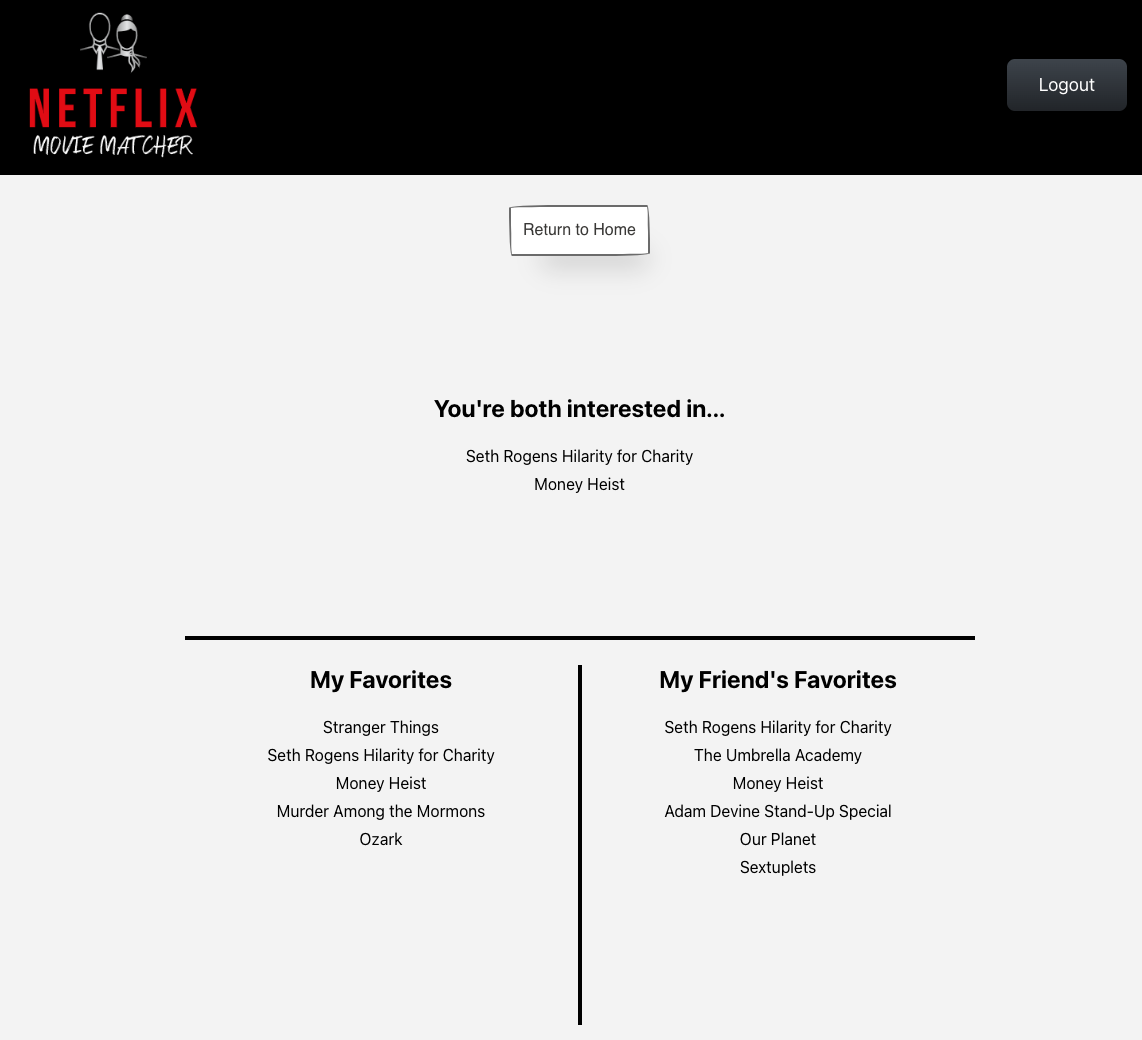 NETFLIX
MOVIE MATCHER
Logout
Return to Home
You're both interested in...
Seth Rogens Hilarity for Charity
Money Heist
My Favorites
Stranger Things
Seth Rogens Hilarity for Charity
Money Heist
Murder Among the Mormons
Ozark
My Friend's Favorites
Seth Rogens Hilarity for Charity
The Umbrella Academy
Money Heist
Adam Devine Stand-Up Special
Our Planet
Sextuplets